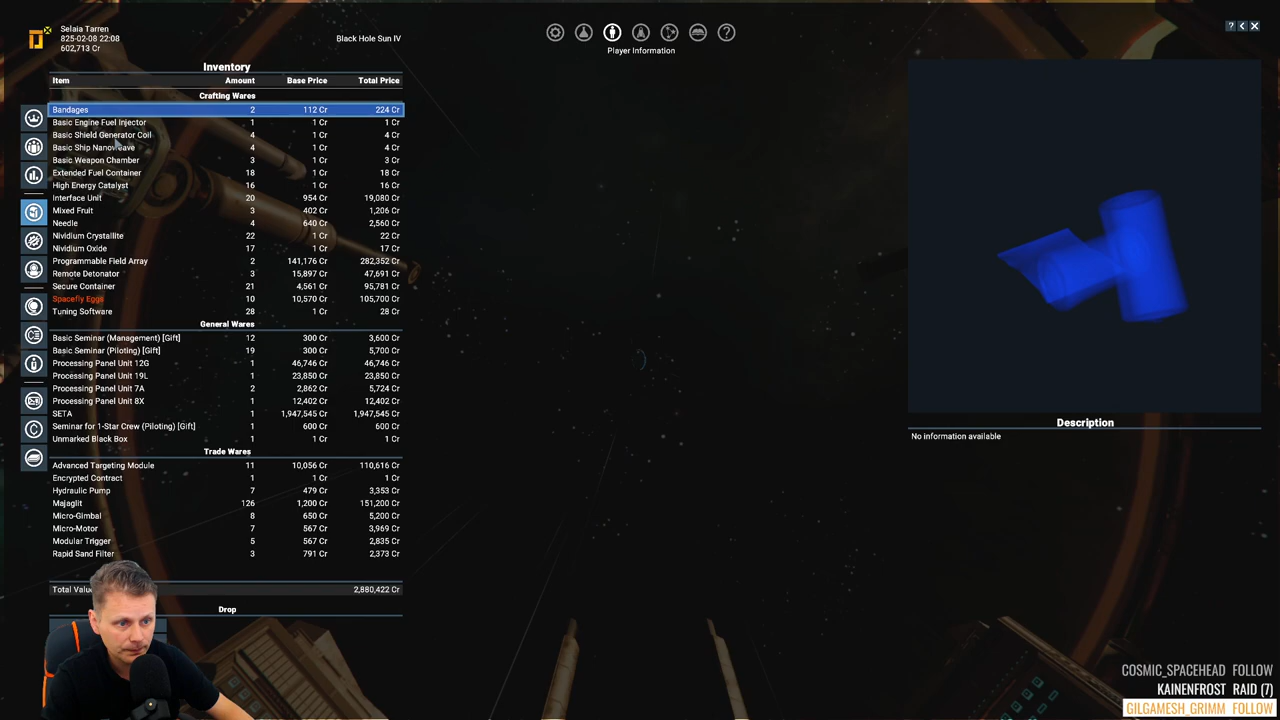 Selaia Tarren
825-02-08 22:08
602,713 Cr
Black Hole Sun IV
Player Information
? < X
Inventory
Item Amount Base Price Total Price
Crafting Wares
Bandages 2 112 Cr 224 Cr
Basic Engine Fuel Injector 1 1 Cr 1 Cr
Basic Shield Generator Coil 4 1 Cr 4 Cr
Basic Ship Nanoweave 4 1 Cr 4 Cr
Basic Weapon Chamber 3 1 Cr 3 Cr
Extended Fuel Container 18 1 Cr 18 Cr
High Energy Catalyst 16 1 Cr 16 Cr
Interface Unit 20 954 Cr 19,080 Cr
Mixed Fruit 3 402 Cr 1,206 Cr
Needle 4 640 Cr 2,560 Cr
Nividium Crystallite 22 1 Cr 22 Cr
Nividium Oxide 17 1 Cr 17 Cr
Programmable Field Array 2 141,176 Cr 282,352 Cr
Remote Detonator 3 15,897 Cr 47,691 Cr
Secure Container 21 4,561 Cr 95,781 Cr
Spacefly Eggs 10 10,570 Cr 105,700 Cr
Tuning Software 28 1 Cr 28 Cr
General Wares
Basic Seminar (Management) [Gift] 12 300 Cr 3,600 Cr
Basic Seminar (Piloting) [Gift] 19 300 Cr 5,700 Cr
Processing Panel Unit 12G 1 46,746 Cr 46,746 Cr
Processing Panel Unit 19L 1 23,850 Cr 23,850 Cr
Processing Panel Unit 7A 2 2,862 Cr 5,724 Cr
Processing Panel Unit 8X 1 12,402 Cr 12,402 Cr
SETA 1 1,947,545 Cr 1,947,545 Cr
Seminar for 1-Star Crew (Piloting) [Gift] 1 600 Cr 600 Cr
Unmarked Black Box 1 1 Cr 1 Cr
Trade Wares
Advanced Targeting Module 11 10,056 Cr 110,616 Cr
Encrypted Contract 1 1 Cr 1 Cr
Hydraulic Pump 7 479 Cr 3,353 Cr
Majaglit 126 1,200 Cr 151,200 Cr
Micro-Gimbal 8 650 Cr 5,200 Cr
Micro-Motor 7 567 Cr 3,969 Cr
Modular Trigger 5 567 Cr 2,835 Cr
Rapid Sand Filter 3 791 Cr 2,373 Cr
Total 2,880,422 Cr
Drop
Description
No information available
COSMIC_SPACEHEAD FOLLOW
KAINENFROST RAID (7)
GILGAMESH_GRIMM FOLLOW